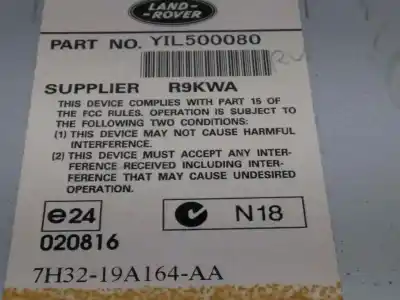 LAND-
ROVER
PART NO. YIL500080
SUPPLIER R9KWA
THIS DEVICE COMPLIES WITH PART 15 OF
THE FCC RULES. OPERATION IS SUBJECT TO
THE FOLLOWING TWO CONDITIONS:
(1) THIS DEVICE MAY NOT CAUSE HARMFUL
INTERFERENCE.
(2) THIS DEVICE MUST ACCEPT ANY INTER-
FERENCE RECEIVED INCLUDING INTER-
FERENCE THAT MAY CAUSE UNDESIRED
OPERATION.
e24
N18
020816
7H32-19A164-AA